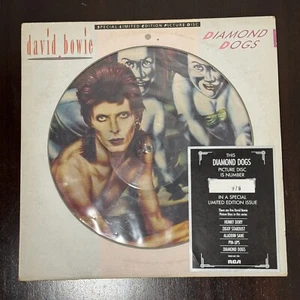 SPECIAL LIMITED EDITION PICTURE DISC
david bowie
DIAMOND
DOGS
THIS
DIAMOND DOGS
PICTURE DISC
IS NUMBER
IN A SPECIAL
LIMITED EDITION ISSUE
HUNKY DORY
ZIGGY STARDUST
ALADDIN SANE
PIN-UPS
DIAMOND DOGS
RCA